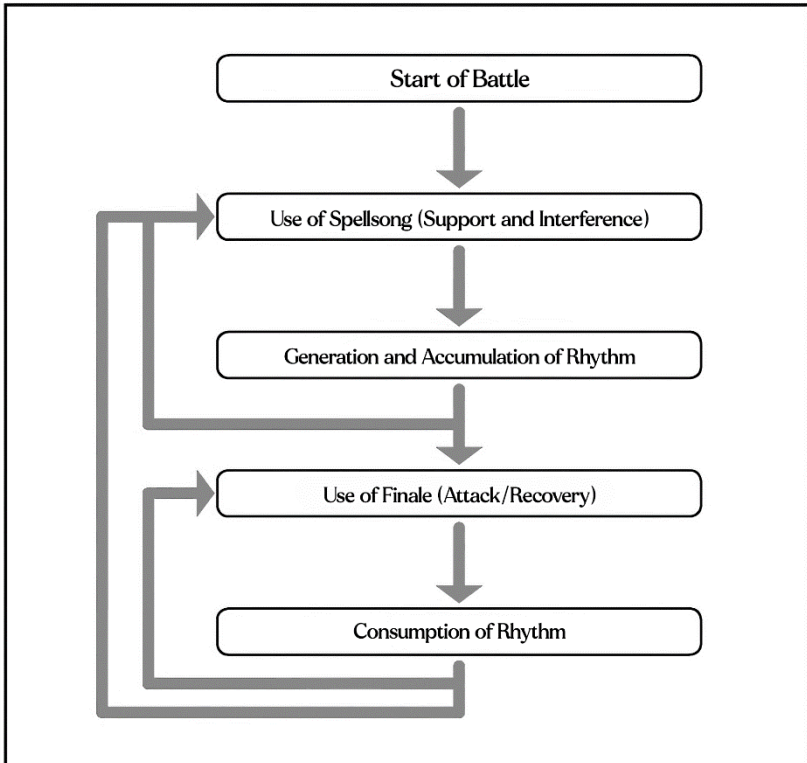 Start of Battle
Use of Spellsong (Support and Interference)
Generation and Accumulation of Rhythm
Use of Finale (Attack/Recovery)
Consumption of Rhythm